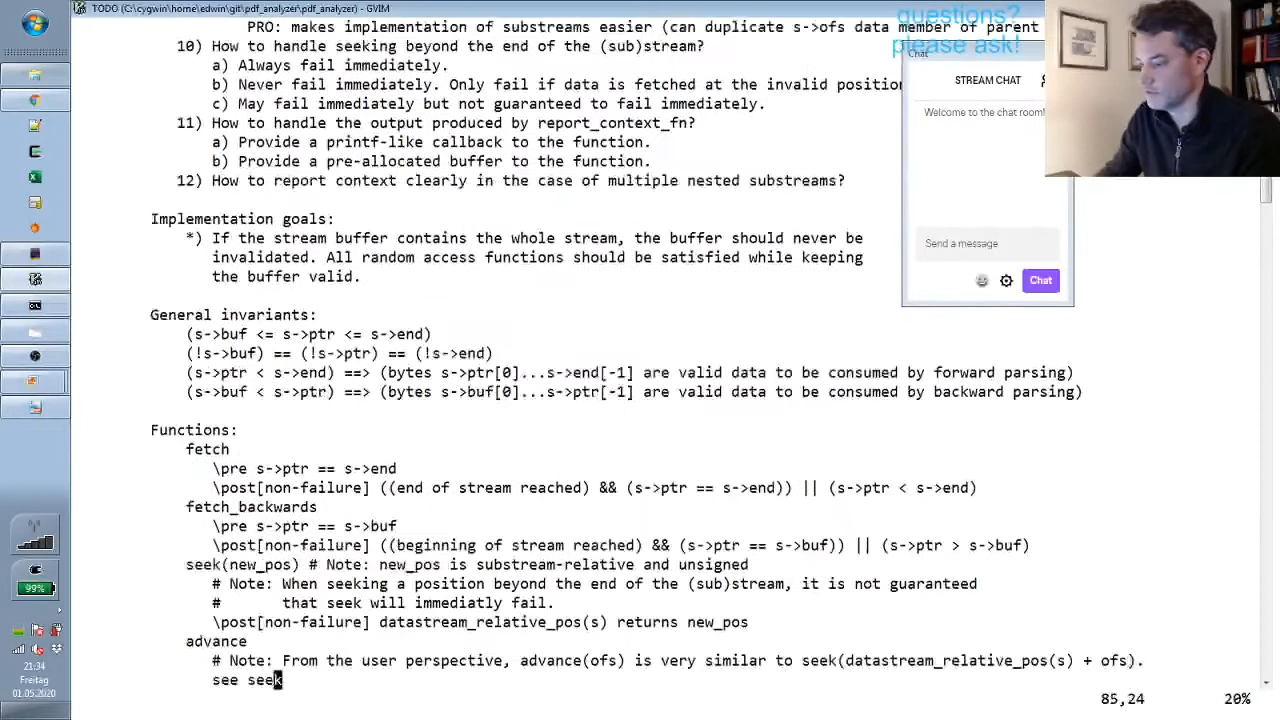 TODO (C:\cygwin\home\edwin\git\pdf_analyzer\pdf_analyzer) - GVIM
questions?
please ask!
PRO: makes implementation of substreams easier (can duplicate s->ofs data member of parent
10) How to handle seeking beyond the end of the (sub)stream?
a) Always fail immediately.
b) Never fail immediately. Only fail if data is fetched at the invalid position
c) May fail immediately but not guaranteed to fail immediately.
11) How to handle the output produced by report_context_fn?
a) Provide a printf-like callback to the function.
b) Provide a pre-allocated buffer to the function.
12) How to report context clearly in the case of multiple nested substreams?
Implementation goals:
*) If the stream buffer contains the whole stream, the buffer should never be
invalidated. All random access functions should be satisfied while keeping
the buffer valid.
General invariants:
(s->buf <= s->ptr <= s->end)
(!s->buf) == (!s->ptr) == (!s->end)
(s->ptr < s->end) ==> (bytes s->ptr[0]...s->end[-1] are valid data to be consumed by forward parsing)
(s->buf < s->ptr) ==> (bytes s->buf[0]...s->ptr[-1] are valid data to be consumed by backward parsing)
Functions:
fetch
\pre s->ptr == s->end
\post[non-failure] ((end of stream reached) && (s->ptr == s->end)) || (s->ptr < s->end)
fetch_backwards
\pre s->ptr == s->buf
\post[non-failure] ((beginning of stream reached) && (s->ptr == s->buf)) || (s->ptr > s->buf)
seek(new_pos) # Note: new_pos is substream-relative and unsigned
# Note: When seeking a position beyond the end of the (sub)stream, it is not guaranteed
# that seek will immediatly fail.
\post[non-failure] datastream_relative_pos(s) returns new_pos
advance
# Note: From the user perspective, advance(ofs) is very similar to seek(datastream_relative_pos(s) + ofs).
see seek
85,24 20%
Chat
STREAM CHAT
Welcome to the chat room!
Send a message
Chat
99%
21:34
Freitag
01.05.2020